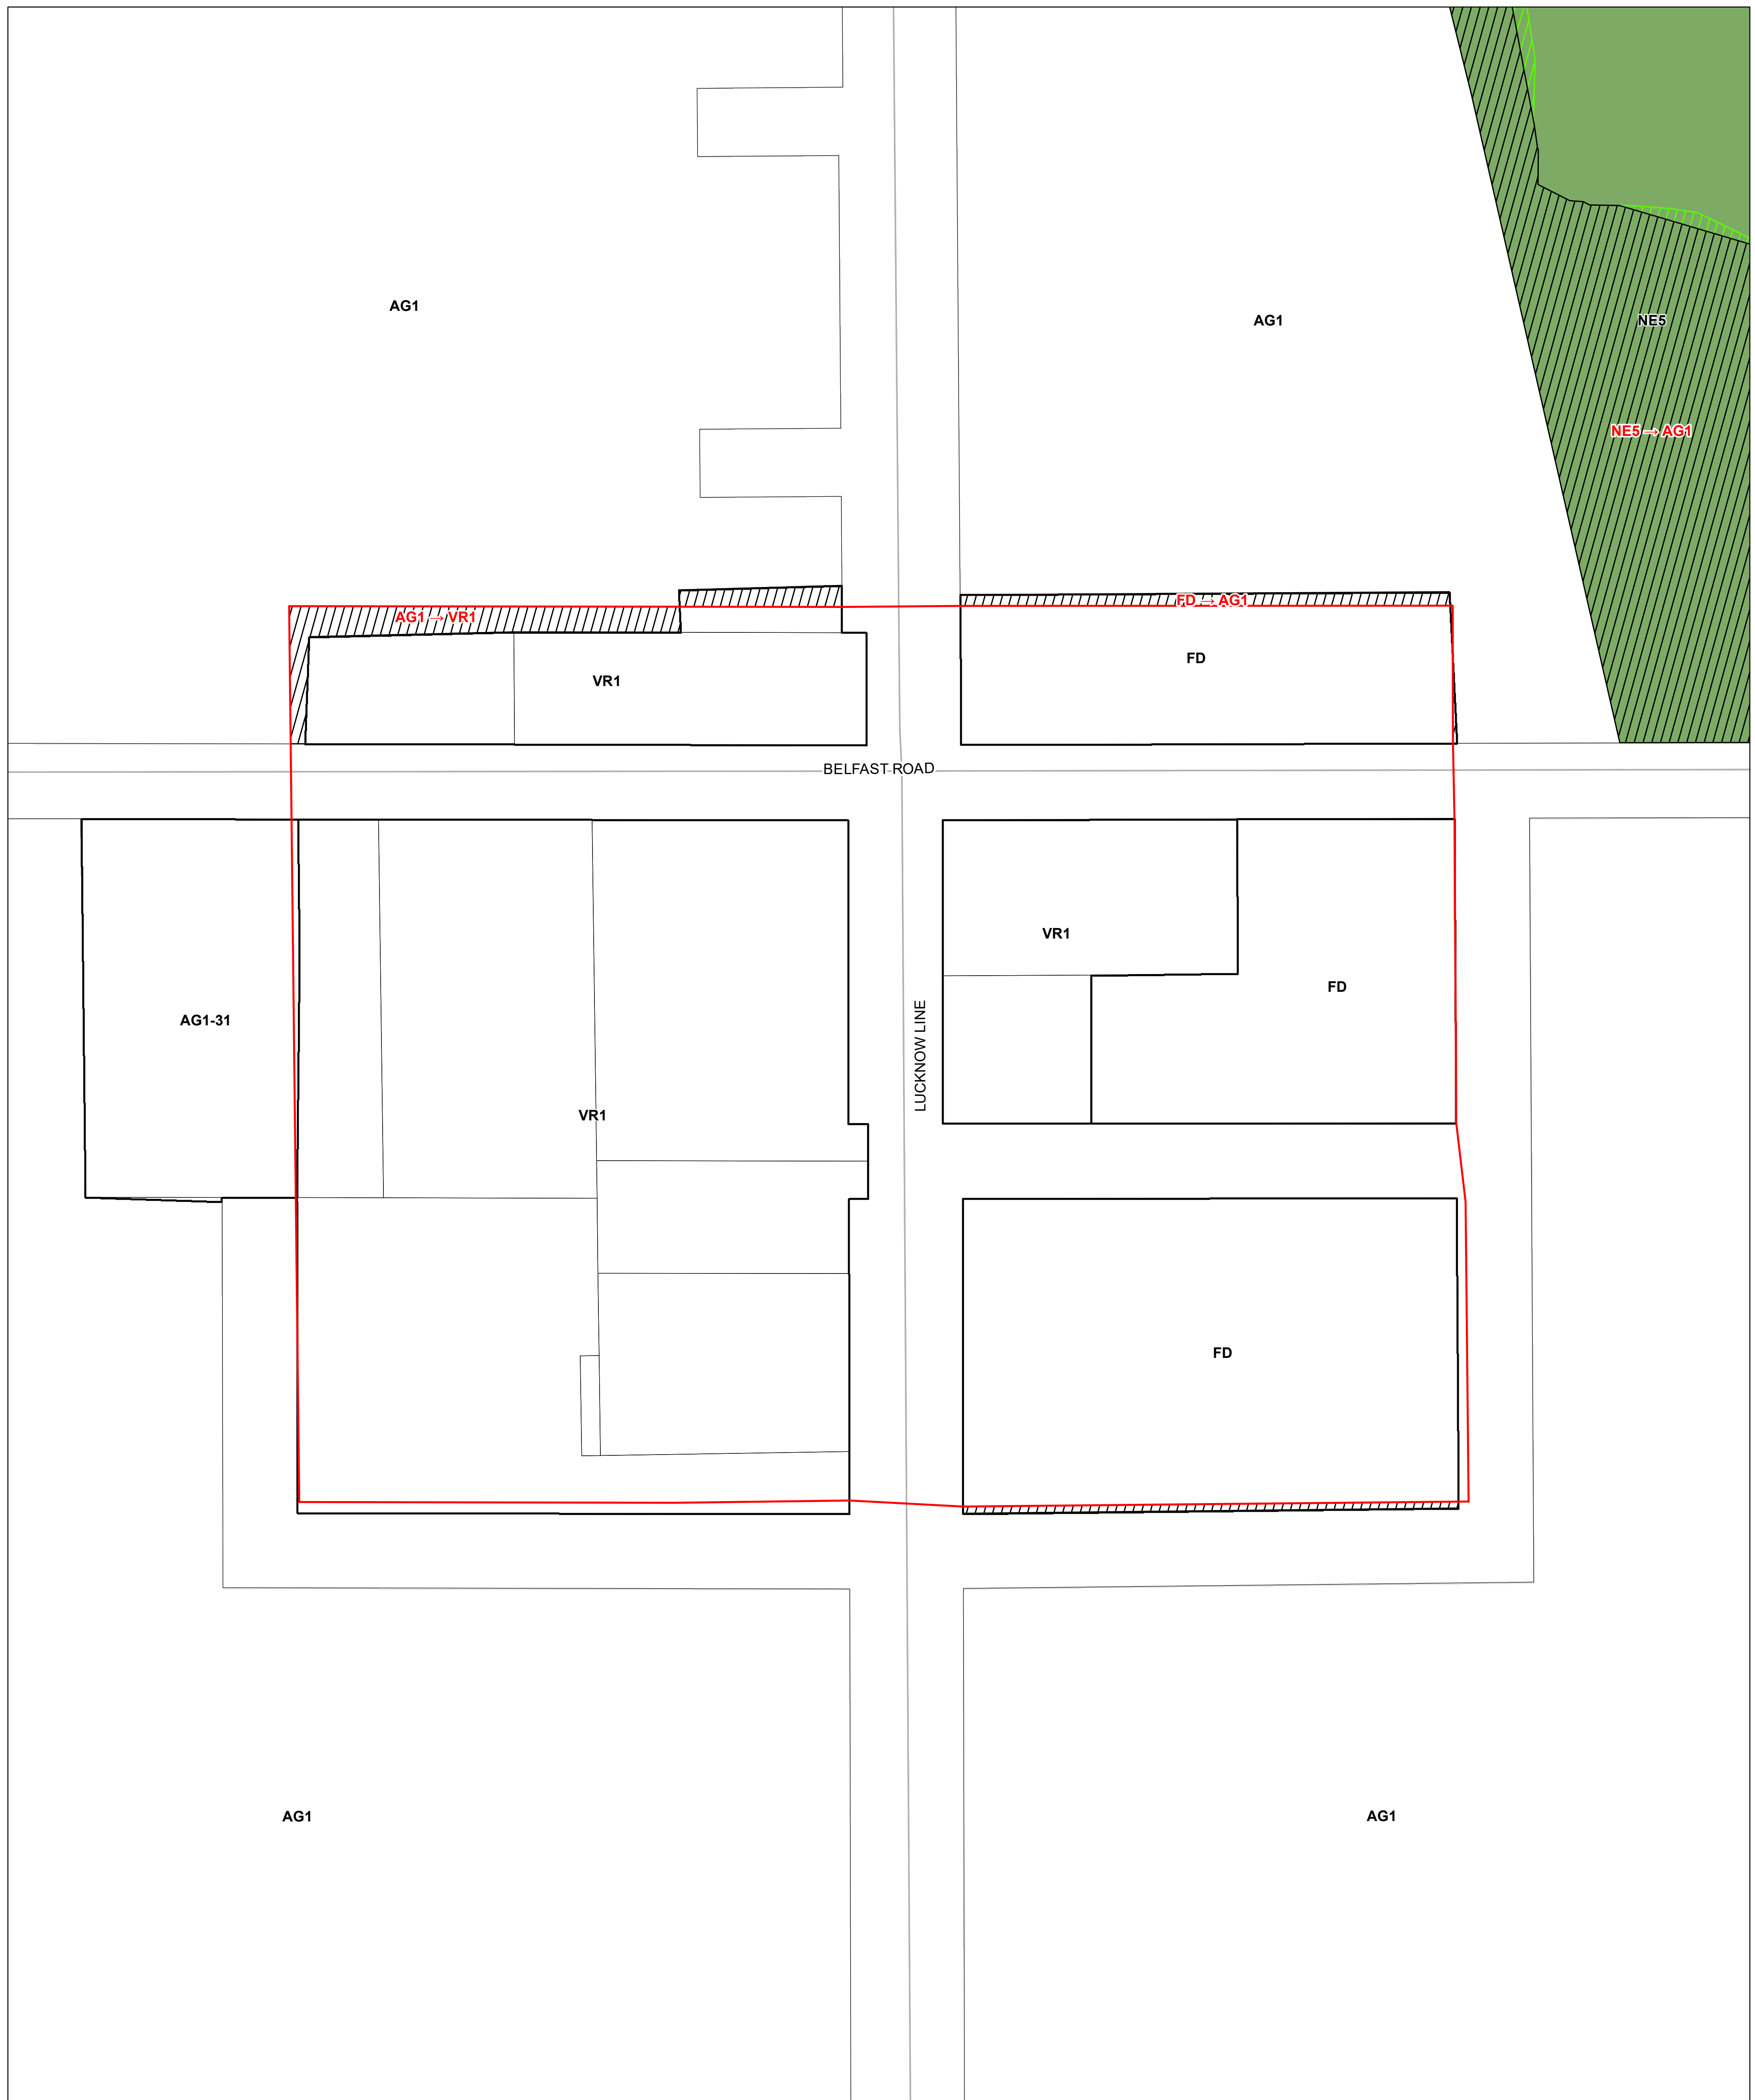 AG1
AG1
NE5
NE5 → AG1
FD → AG1
AG1 → VR1
FD
VR1
BELFAST ROAD
VR1
FD
AG1-31
LUCKNOW LINE
VR1
FD
AG1
AG1